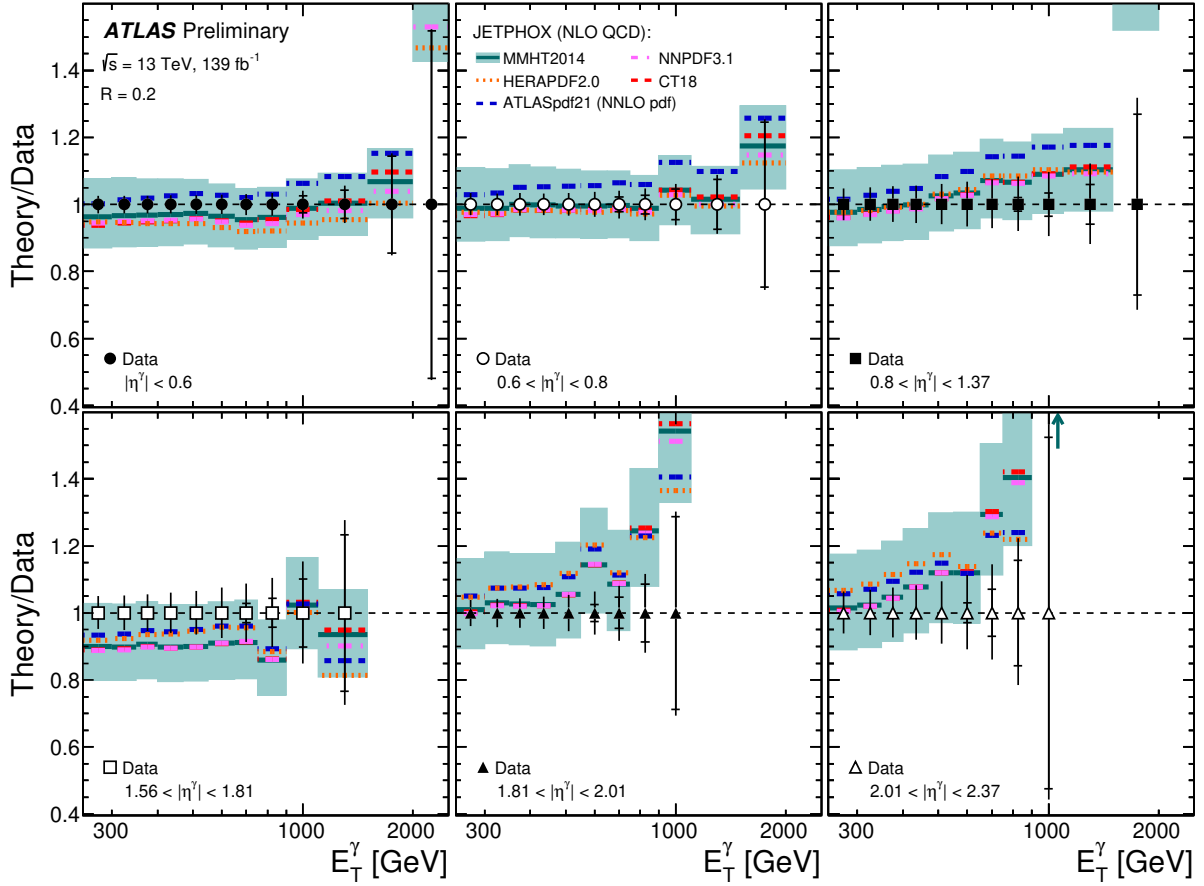 ATLAS Preliminary
√s = 13 TeV, 139 fb⁻¹
R = 0.2
JETPHOX (NLO QCD):
MMHT2014
NNPDF3.1
HERAPDF2.0
CT18
ATLASpdf21 (NNLO pdf)
Theory/Data
1.4
1.2
1
0.8
0.6
0.4
Data
|η^γ| < 0.6
Data
0.6 < |η^γ| < 0.8
Data
0.8 < |η^γ| < 1.37
Theory/Data
1.4
1.2
1
0.8
0.6
0.4
Data
1.56 < |η^γ| < 1.81
Data
1.81 < |η^γ| < 2.01
Data
2.01 < |η^γ| < 2.37
300 1000 2000
300 1000 2000
300 1000 2000
E_T^γ [GeV]
E_T^γ [GeV]
E_T^γ [GeV]